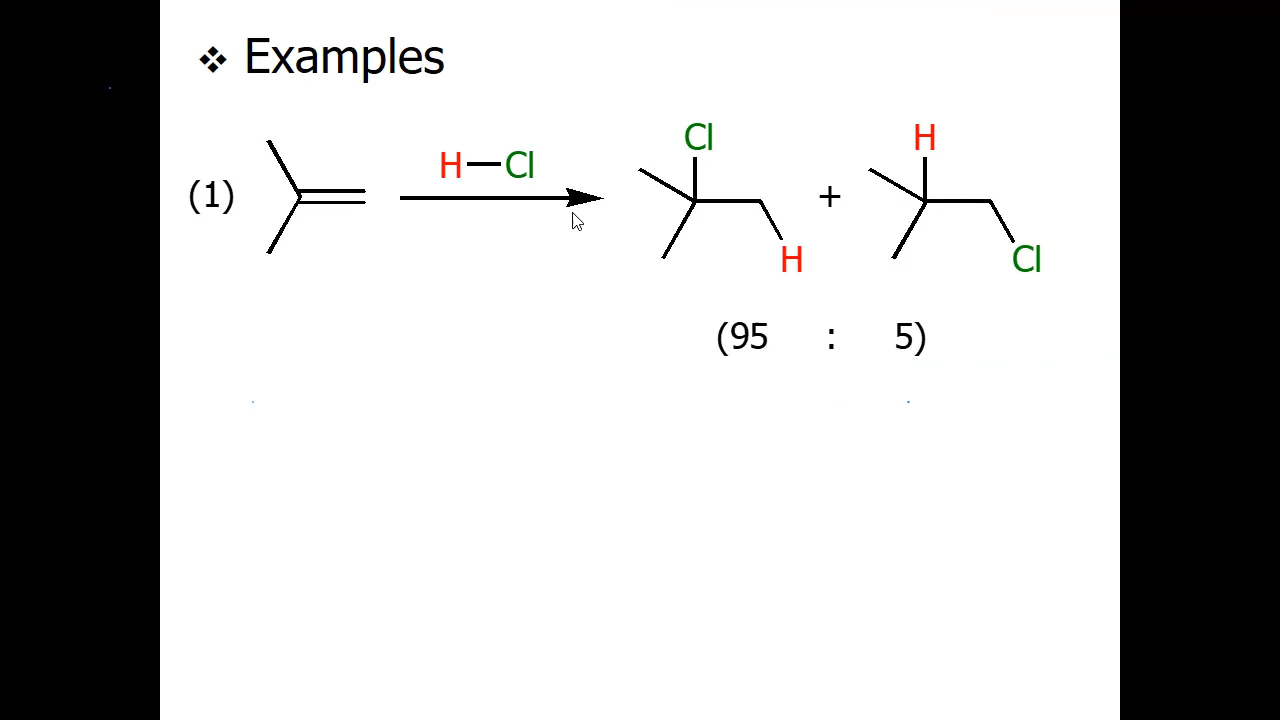 ❖ Examples
Cl H
H—Cl
(1) +
H Cl
(95 : 5)